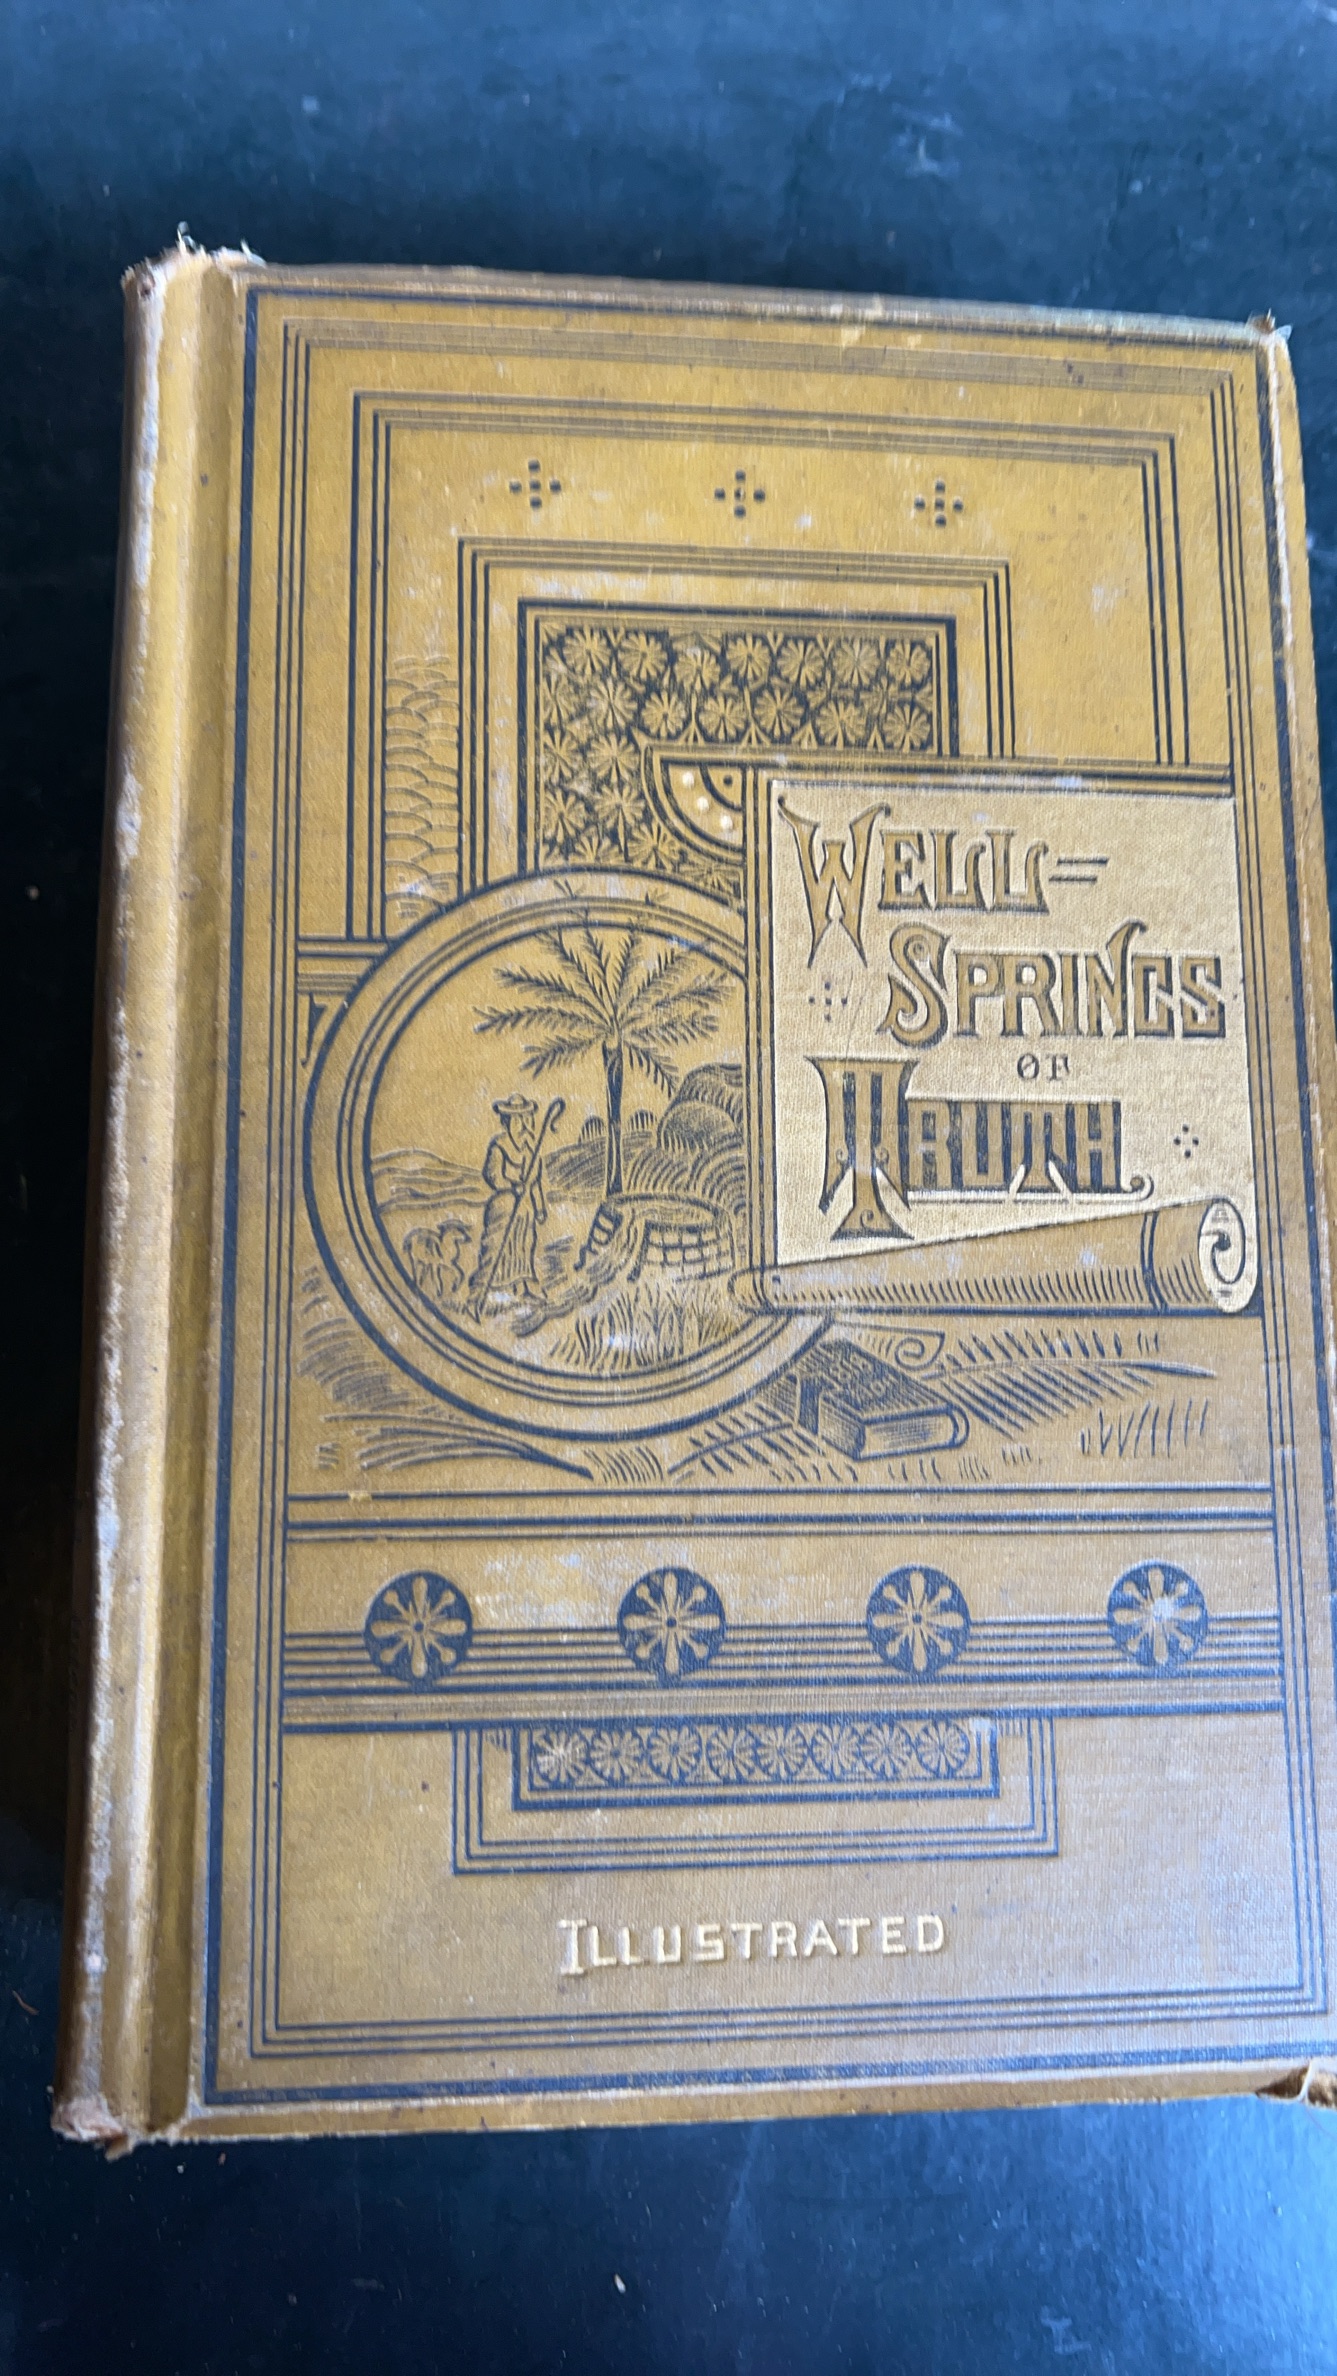 WELL=
SPRINGS
OF
TRUTH.
ILLUSTRATED